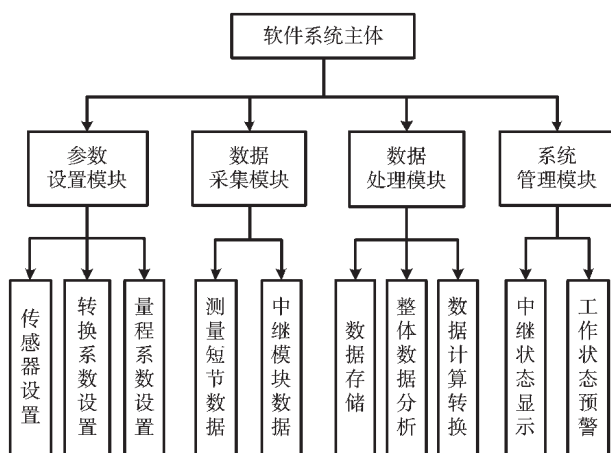 软件系统主体
参数
设置模块
数据
采集模块
数据
处理模块
系统
管理模块
传感器设置
转换系数设置
量程系数设置
测量短节数据
中继模块数据
数据存储
整体数据分析
数据计算转换
中继状态显示
工作状态预警